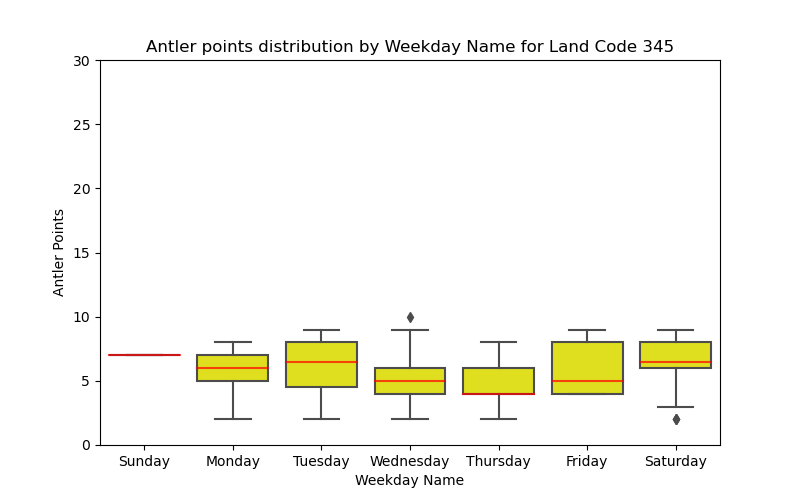 Antler points distribution by Weekday Name for Land Code 345
30
25
20
15
10
5
0
Antler Points
Sunday Monday Tuesday Wednesday Thursday Friday Saturday
Weekday Name